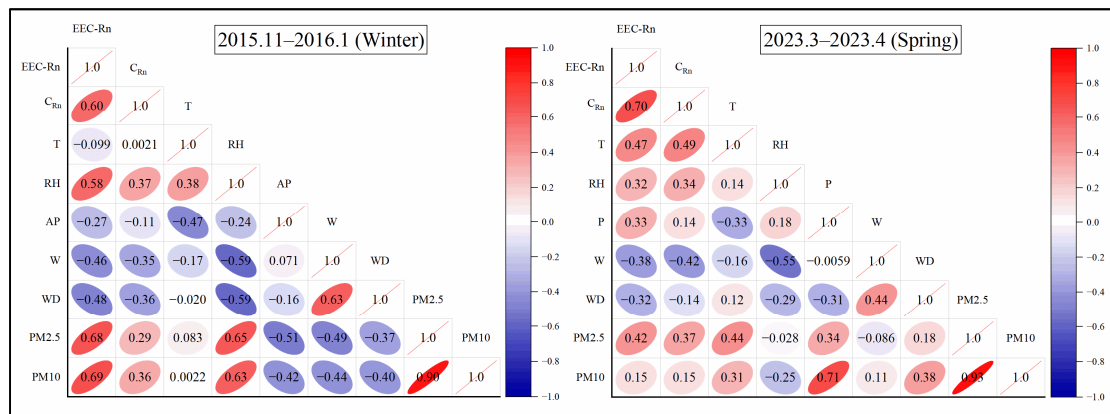 2015.11–2016.1 (Winter)
EEC-Rn
EEC-Rn 1.0 C_Rn
C_Rn 0.60 1.0 T
T −0.099 0.0021 1.0 RH
RH 0.58 0.37 0.38 1.0 AP
AP −0.27 −0.11 −0.47 −0.24 1.0 W
W −0.46 −0.35 −0.17 −0.59 0.071 1.0 WD
WD −0.48 −0.36 −0.020 −0.59 −0.16 0.63 1.0 PM2.5
PM2.5 0.68 0.29 0.083 0.65 −0.51 −0.49 −0.37 1.0 PM10
PM10 0.69 0.36 0.0022 0.63 −0.42 −0.44 −0.40 0.90 1.0
1.0
0.8
0.6
0.4
0.2
0.0
−0.2
−0.4
−0.6
−0.8
−1.0
2023.3–2023.4 (Spring)
EEC-Rn
EEC-Rn 1.0 C_Rn
C_Rn 0.70 1.0 T
T 0.47 0.49 1.0 RH
RH 0.32 0.34 0.14 1.0 P
P 0.33 0.14 −0.33 0.18 1.0 W
W −0.38 −0.42 −0.16 −0.55 −0.0059 1.0 WD
WD −0.32 −0.14 0.12 −0.29 −0.31 0.44 1.0 PM2.5
PM2.5 0.42 0.37 0.44 −0.028 0.34 −0.086 0.18 1.0 PM10
PM10 0.15 0.15 0.31 −0.25 0.71 0.11 0.38 0.93 1.0
1.0
0.8
0.6
0.4
0.2
0.0
−0.2
−0.4
−0.6
−0.8
−1.0